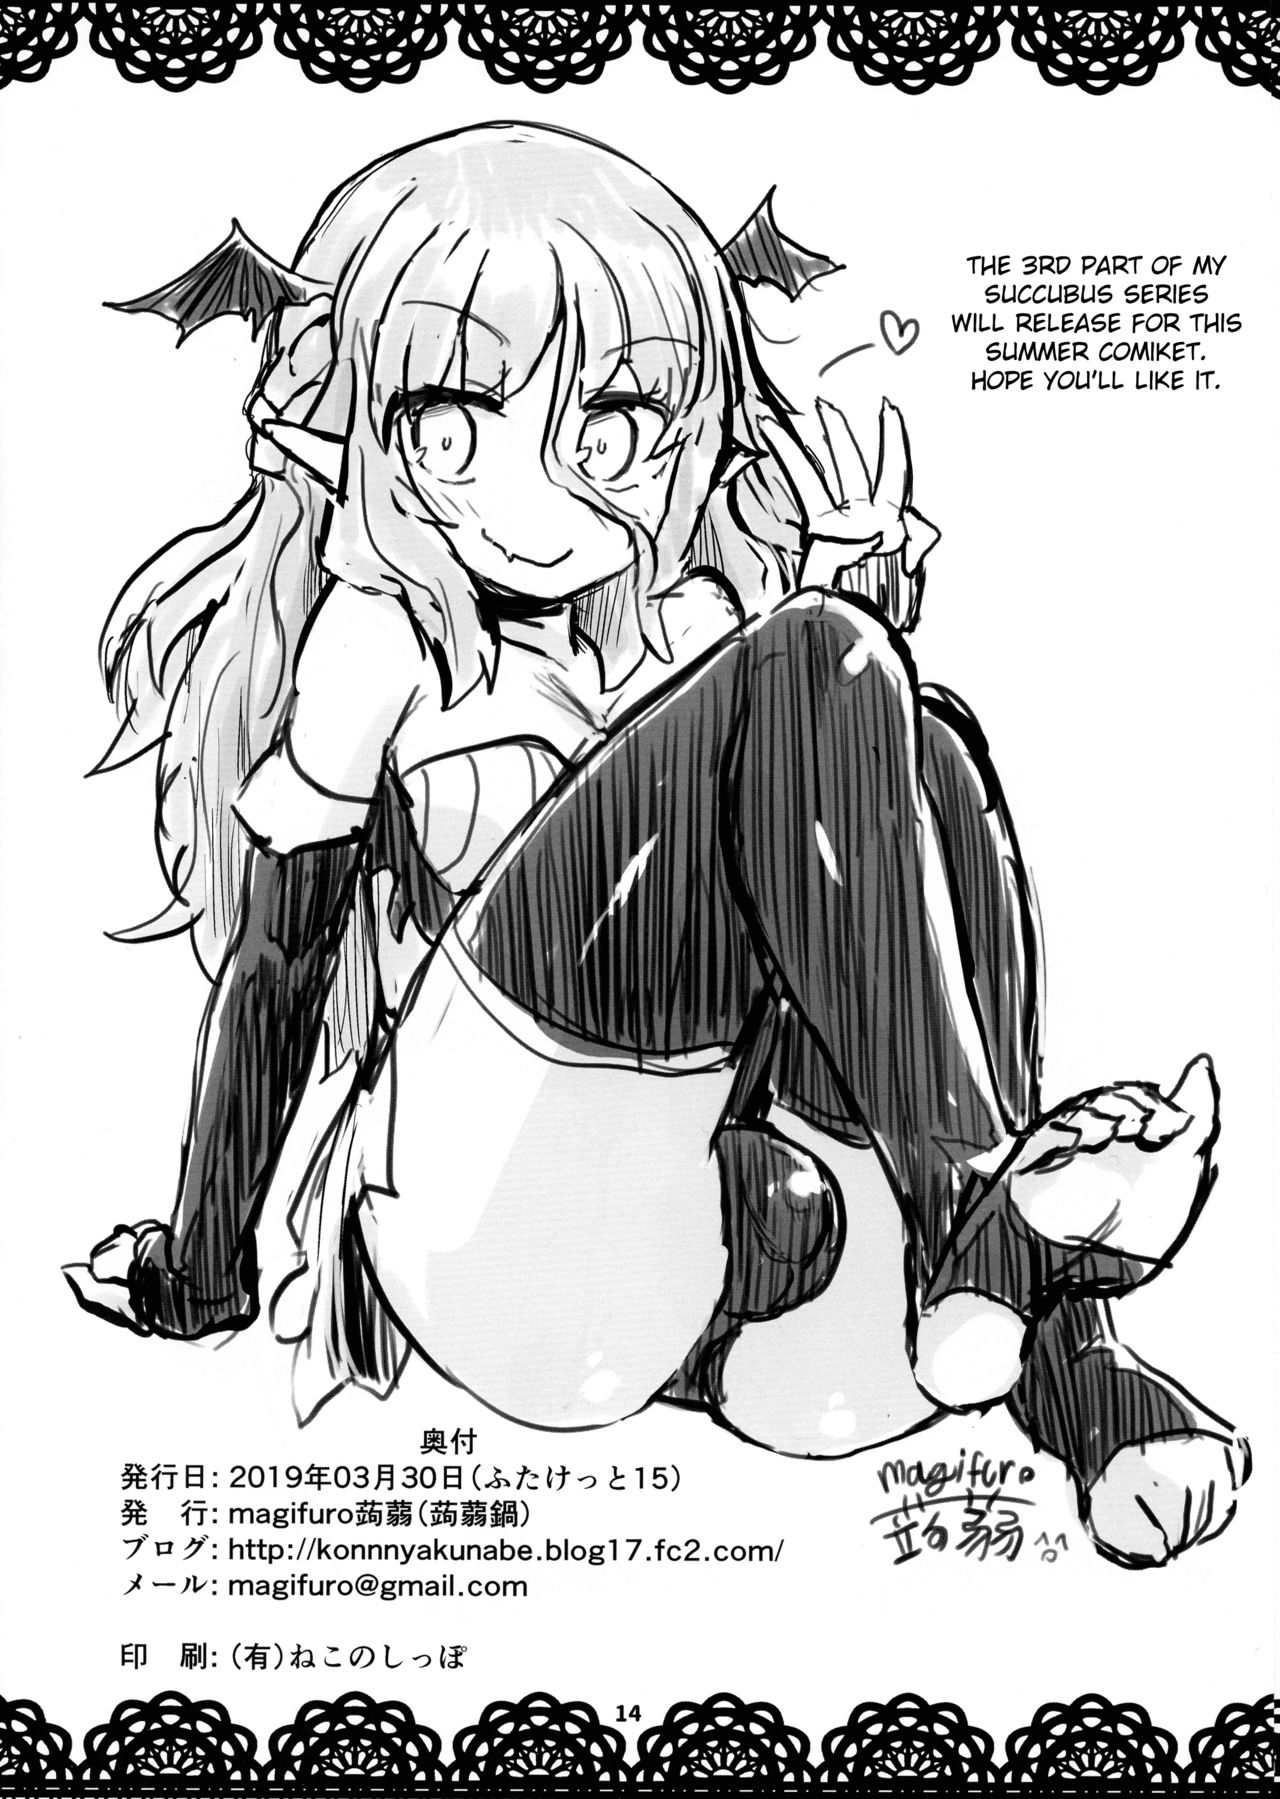 THE 3RD PART OF MY
SUCCUBUS SERIES
WILL RELEASE FOR THIS
SUMMER COMIKET.
HOPE YOU'LL LIKE IT.
奥付
発行日: 2019年03月30日(ふたけっと15)
発　行: magifuro蒟蒻(蒟蒻鍋)
ブログ: http://konnnyakunabe.blog17.fc2.com/
メール: magifuro@gmail.com
印　刷: (有)ねこのしっぽ
magifuro
14